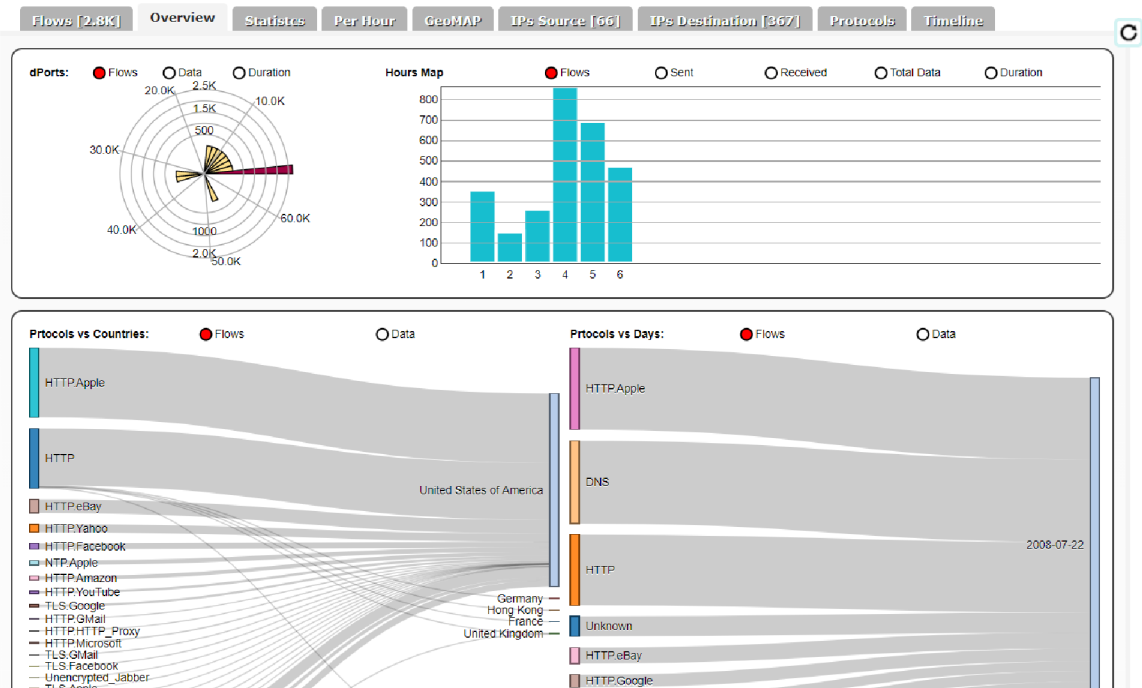 Flows [2.8K] Overview Statistcs Per Hour GeoMAP IPs Source [66] IPs Destination [367] Protocols Timeline
dPorts: Flows Data Duration
20.0K 2.5K 10.0K
1.5K
500
30.0K
60.0K
40.0K 1000
2.0K
50.0K
Hours Map Flows Sent Received Total Data Duration
800
700
600
500
400
300
200
100
0
1 2 3 4 5 6
Prtocols vs Countries: Flows Data
HTTP.Apple
HTTP
HTTP.eBay
HTTP.Yahoo
HTTP.Facebook
NTP.Apple
HTTP.Amazon
HTTP.YouTube
TLS.Google
HTTP.GMail
HTTP.HTTP_Proxy
HTTP.Microsoft
TLS.GMail
TLS.Facebook
Unencrypted_Jabber
TLS.Apple
United States of America
Germany
Hong Kong
France
United Kingdom
Prtocols vs Days: Flows Data
HTTP.Apple
DNS
HTTP
Unknown
HTTP.eBay
HTTP.Google
2008-07-22